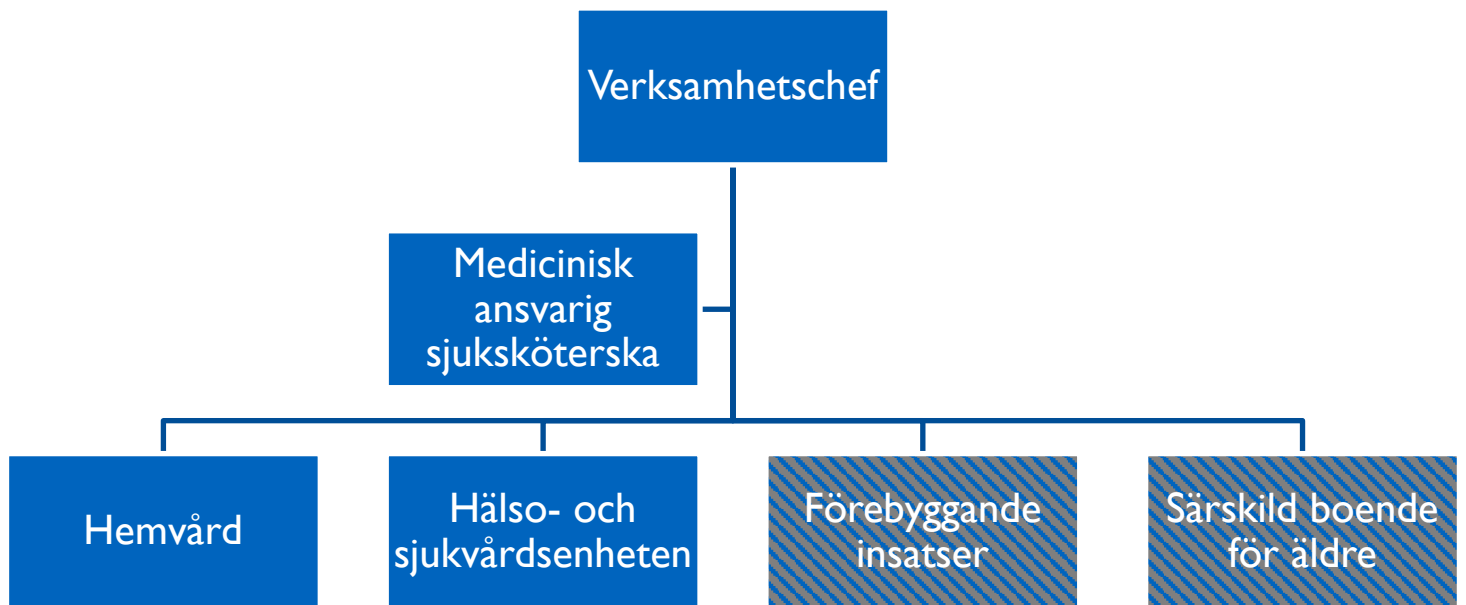 Verksamhetschef
Medicinisk
ansvarig
sjuksköterska
Hemvård
Hälso- och
sjukvårdsenheten
Förebyggande
insatser
Särskild boende
för äldre